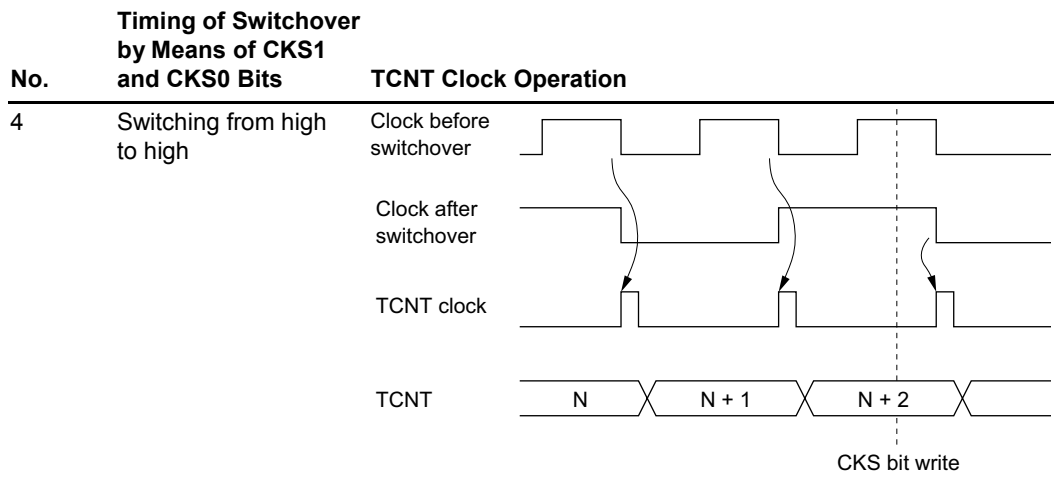 Timing of Switchover
by Means of CKS1
No. and CKS0 Bits TCNT Clock Operation
4 Switching from high
to high
Clock before
switchover
Clock after
switchover
TCNT clock
TCNT N N + 1 N + 2
CKS bit write